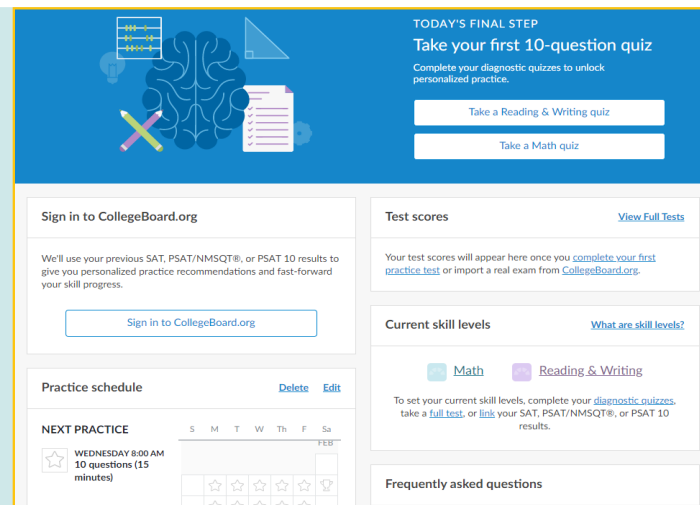 TODAY'S FINAL STEP
Take your first 10-question quiz
Complete your diagnostic quizzes to unlock
personalized practice.
Take a Reading & Writing quiz
Take a Math quiz
Sign in to CollegeBoard.org
We'll use your previous SAT, PSAT/NMSQT®, or PSAT 10 results to
give you personalized practice recommendations and fast-forward
your skill progress.
Sign in to CollegeBoard.org
Practice schedule Delete Edit
NEXT PRACTICE
WEDNESDAY 8:00 AM
10 questions (15
minutes)
S M T W Th F Sa
FEB
Test scores View Full Tests
Your test scores will appear here once you complete your first
practice test or import a real exam from CollegeBoard.org.
Current skill levels What are skill levels?
Math Reading & Writing
To set your current skill levels, complete your diagnostic quizzes,
take a full test, or link your SAT, PSAT/NMSQT®, or PSAT 10
results.
Frequently asked questions